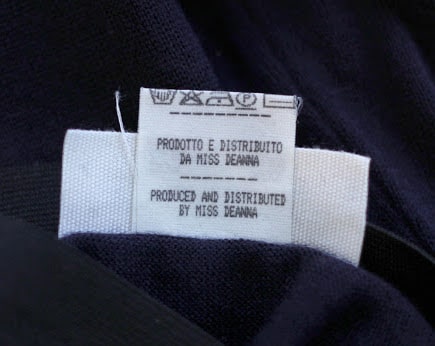 PRODOTTO E DISTRIBUITO
DA MISS DEANNA
PRODUCED AND DISTRIBUTED
BY MISS DEANNA